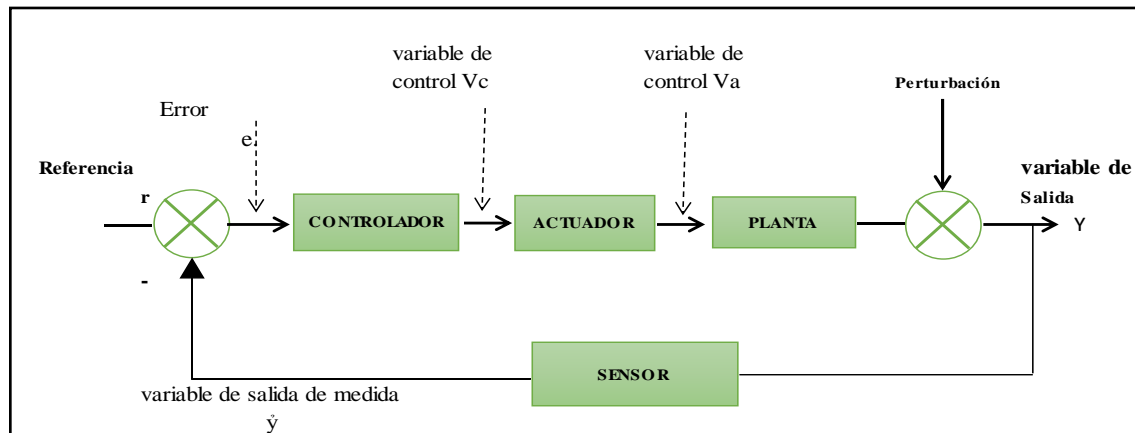 variable de
control Vc
variable de
control Va
Perturbación
Error
e.
Referencia
r
variable de
Salida
Y
CONTROLADOR
ACTUADOR
PLANTA
-
SENSOR
variable de salida de medida
ẏ